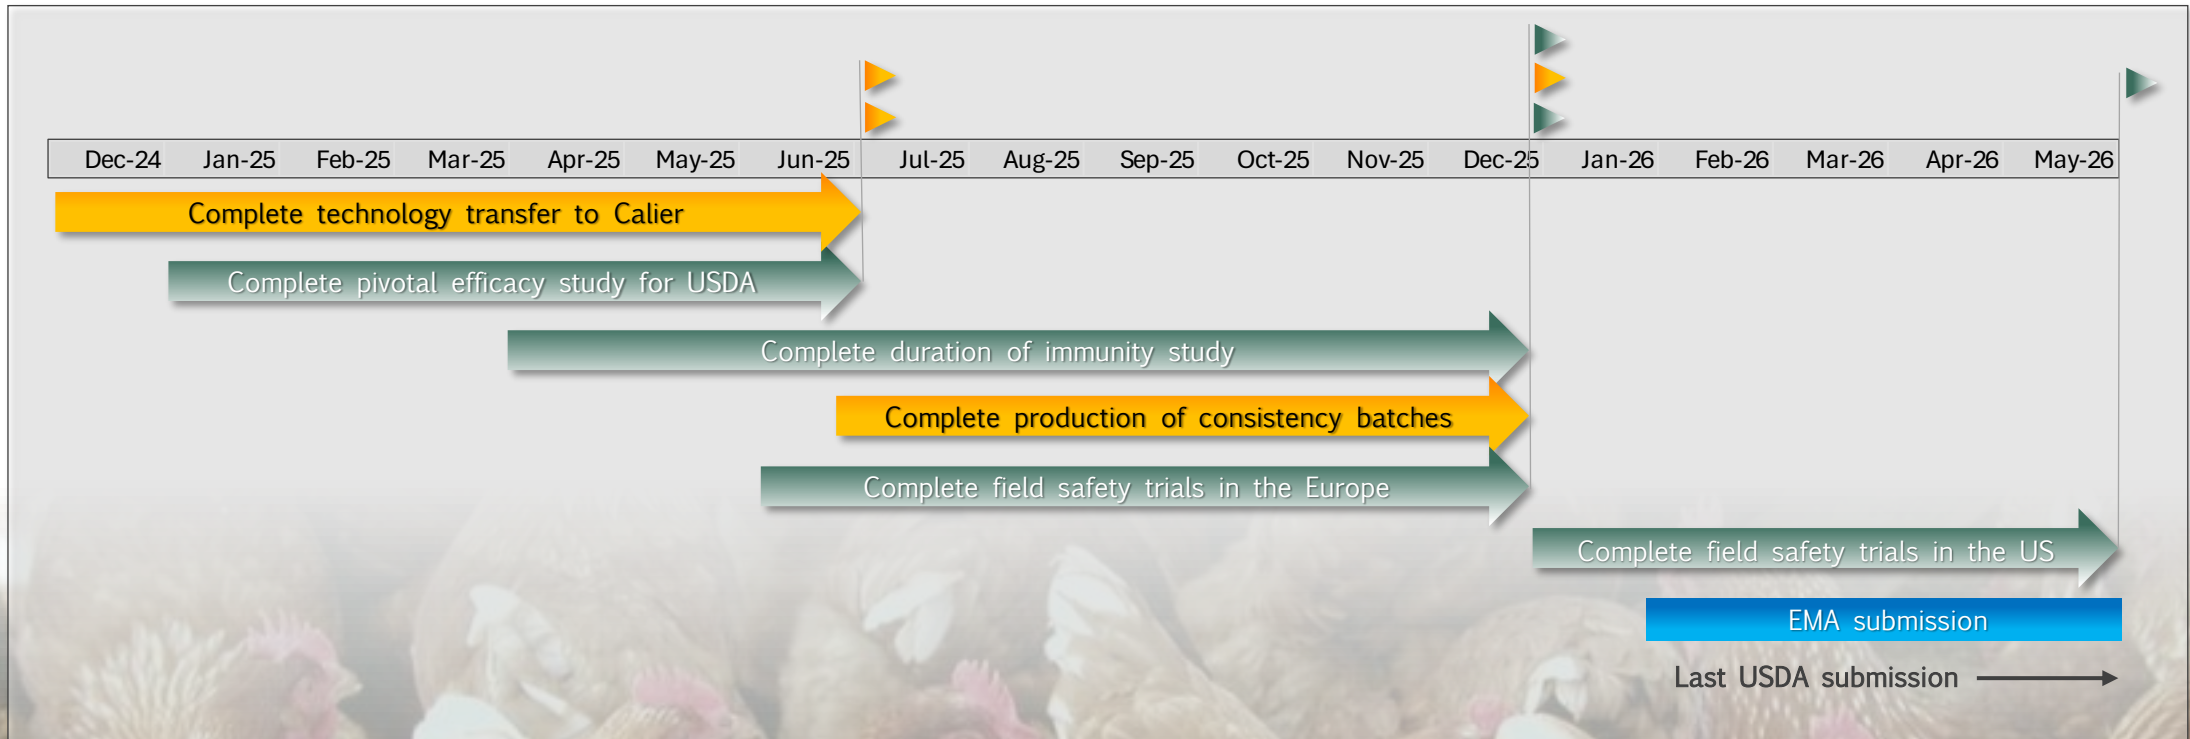 Dec-24 Jan-25 Feb-25 Mar-25 Apr-25 May-25 Jun-25 Jul-25 Aug-25 Sep-25 Oct-25 Nov-25 Dec-25 Jan-26 Feb-26 Mar-26 Apr-26 May-26
Complete technology transfer to Calier
Complete pivotal efficacy study for USDA
Complete duration of immunity study
Complete production of consistency batches
Complete field safety trials in the Europe
Complete field safety trials in the US
EMA submission
Last USDA submission